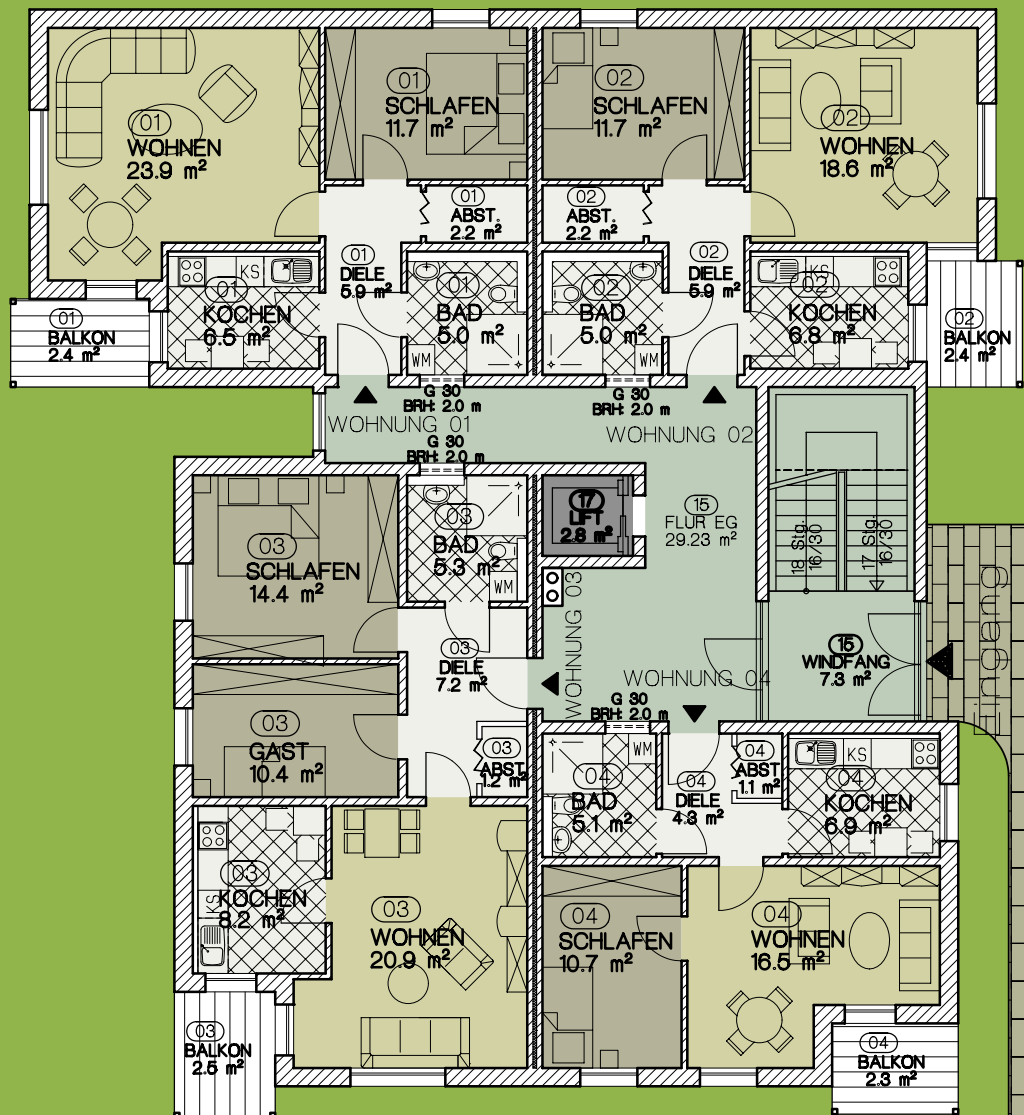 01
WOHNEN
23.9 m²
01
SCHLAFEN
11.7 m²
02
SCHLAFEN
11.7 m²
02
WOHNEN
18.6 m²
01
ABST.
2.2 m²
02
ABST.
2.2 m²
01
DIELE
5.9 m²
02
DIELE
5.9 m²
KS
01
KOCHEN
6.5 m²
01
BAD
5.0 m²
WM
02
BAD
5.0 m²
WM
KS
02
KOCHEN
6.8 m²
01
BALKON
2.4 m²
02
BALKON
2.4 m²
G 30
BRH: 2.0 m
G 30
BRH: 2.0 m
WOHNUNG 01
WOHNUNG 02
G 30
BRH: 2.0 m
03
SCHLAFEN
14.4 m²
03
BAD
5.3 m²
WM
17
LIFT
2.8 m²
15
FLUR EG
29.23 m²
18 Stg.
16/30
17 Stg.
16/30
Eingang
WOHNUNG 03
03
DIELE
7.2 m²
15
WINDFANG
7.3 m²
WOHNUNG 04
G 30
BRH: 2.0 m
03
GAST
10.4 m²
03
ABST.
1.2 m²
WM
04
BAD
5.1 m²
04
DIELE
4.3 m²
04
ABST.
1.1 m²
KS
04
KOCHEN
6.9 m²
03
KOCHEN
8.2 m²
KS
03
WOHNEN
20.9 m²
04
SCHLAFEN
10.7 m²
04
WOHNEN
16.5 m²
03
BALKON
2.5 m²
04
BALKON
2.3 m²